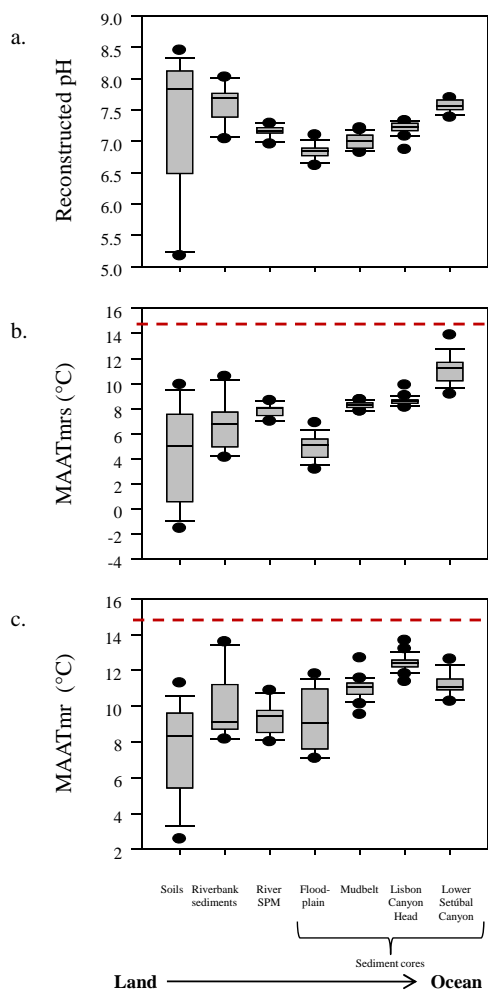 a.
Reconstructed pH
9.0
8.5
8.0
7.5
7.0
6.5
6.0
5.5
5.0
b.
MAATmrs (°C)
16
14
12
10
8
6
4
2
0
-2
-4
c.
MAATmr (°C)
16
14
12
10
8
6
4
2
Soils Riverbank River Flood- Mudbelt Lisbon Lower
sediments SPM plain Canyon Setúbal
Head Canyon
Sediment cores
Land Ocean